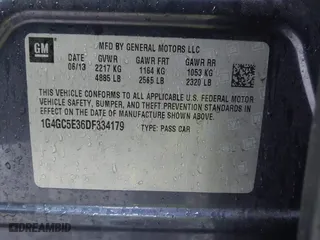 GM
MFD BY GENERAL MOTORS LLC
DATE GVWR GAWR FRT GAWR RR
06/13 2217 KG 1164 KG 1053 KG
4885 LB 2565 LB 2320 LB
THIS VEHICLE CONFORMS TO ALL APPLICABLE U.S. FEDERAL MOTOR
VEHICLE SAFETY, BUMPER, AND THEFT PREVENTION STANDARDS IN
EFFECT ON THE DATE OF MANUFACTURE SHOWN ABOVE.
1G4GC5E36DF334179 TYPE: PASS CAR
DREAMBID